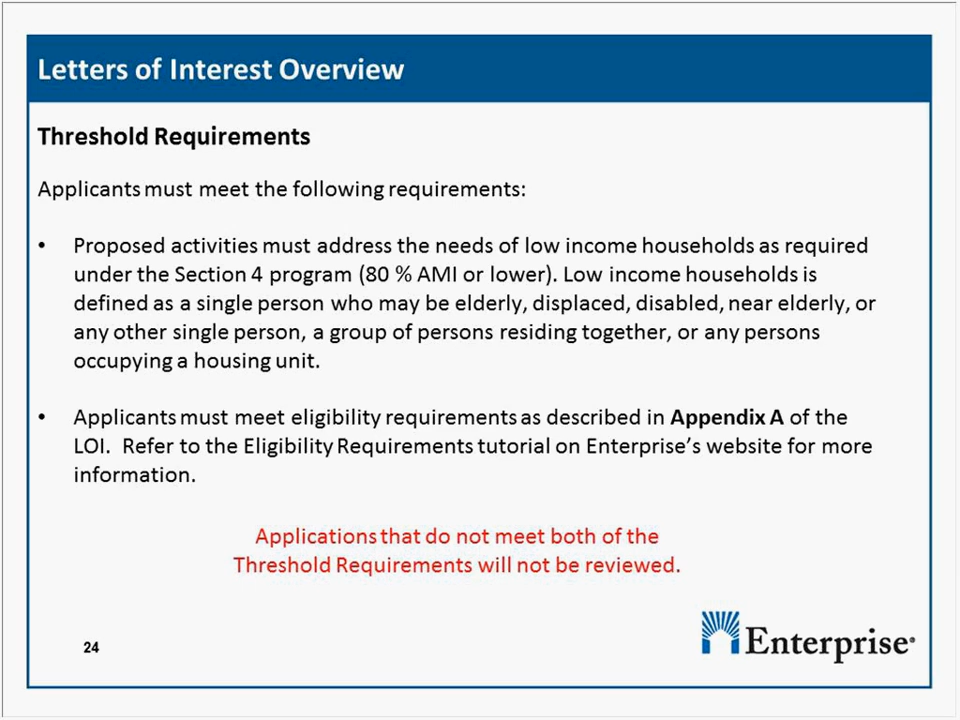 Letters of Interest Overview
Threshold Requirements
Applicants must meet the following requirements:
• Proposed activities must address the needs of low income households as required
under the Section 4 program (80 % AMI or lower). Low income households is
defined as a single person who may be elderly, displaced, disabled, near elderly, or
any other single person, a group of persons residing together, or any persons
occupying a housing unit.
• Applicants must meet eligibility requirements as described in Appendix A of the
LOI.  Refer to the Eligibility Requirements tutorial on Enterprise’s website for more
information.
Applications that do not meet both of the
Threshold Requirements will not be reviewed.
24
Enterprise®